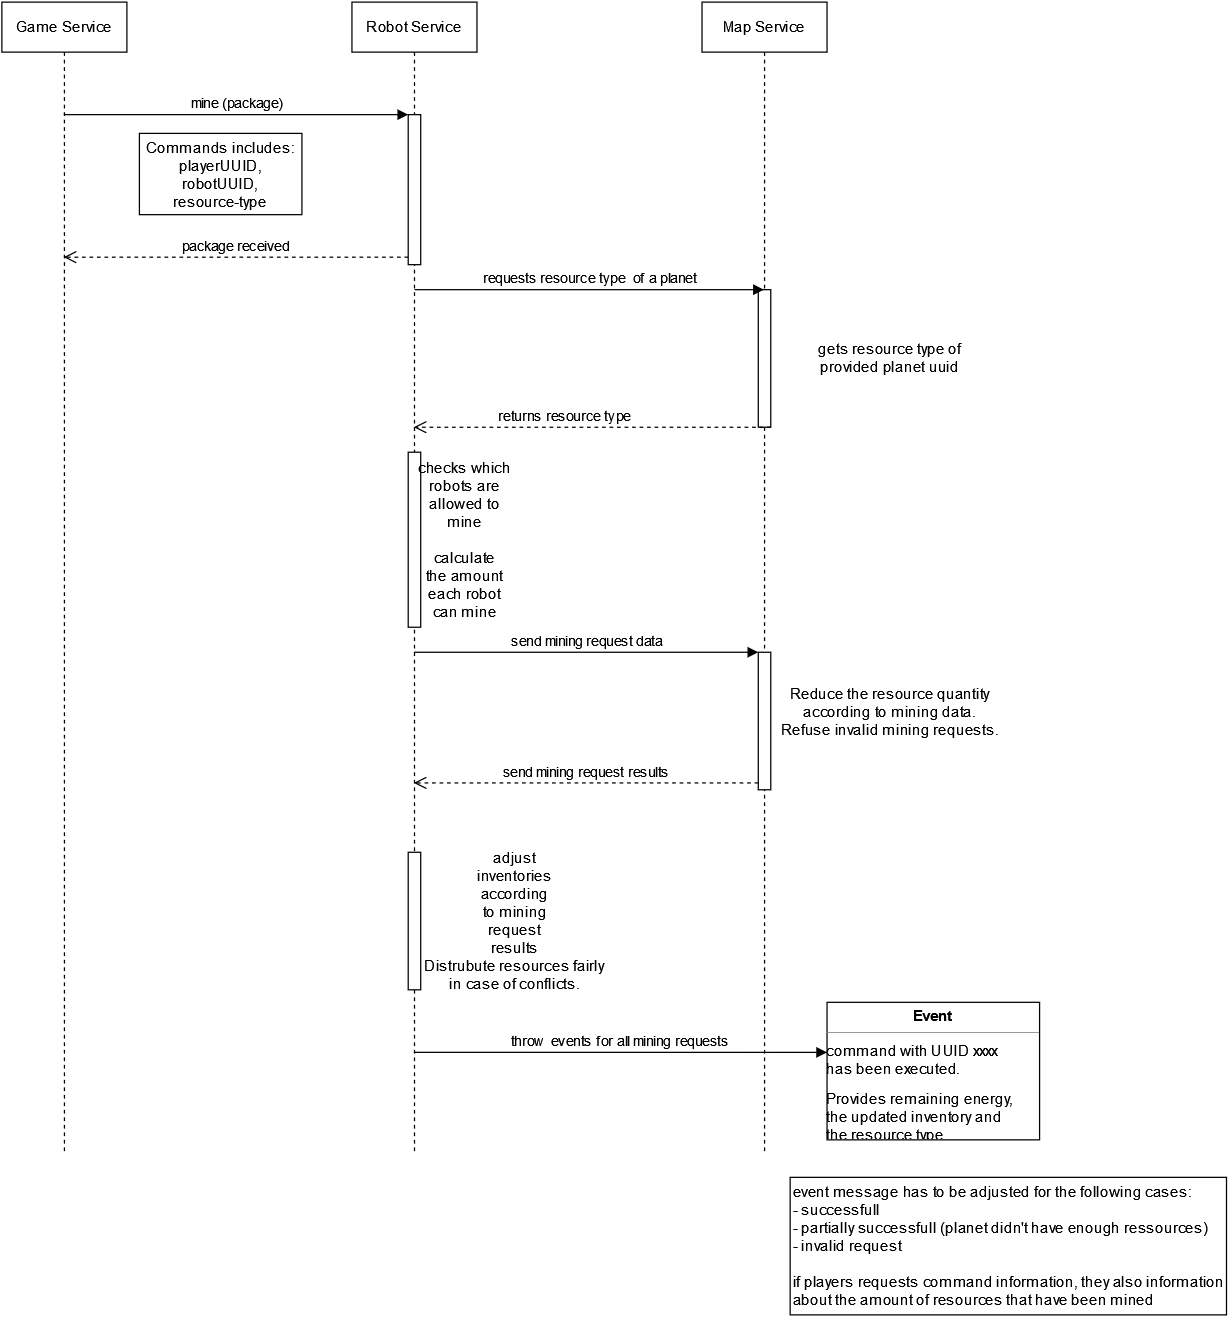 Game Service
Robot Service
Map Service
mine (package)
Commands includes:
playerUUID,
robotUUID,
resource-type
package received
requests resource type  of a planet
gets resource type of
provided planet uuid
returns resource type
checks which
robots are
allowed to
mine
calculate
the amount
each robot
can mine
send mining request data
Reduce the resource quantity
according to mining data.
Refuse invalid mining requests.
send mining request results
adjust
inventories
according
to mining
request
results
Distrubute resources fairly
in case of conflicts.
throw  events for all mining requests
Event
command with UUID xxxx
has been executed.
Provides remaining energy,
the updated inventory and
the resource type
event message has to be adjusted for the following cases:
- successfull
- partially successfull (planet didn't have enough ressources)
- invalid request
if players requests command information, they also information
about the amount of resources that have been mined